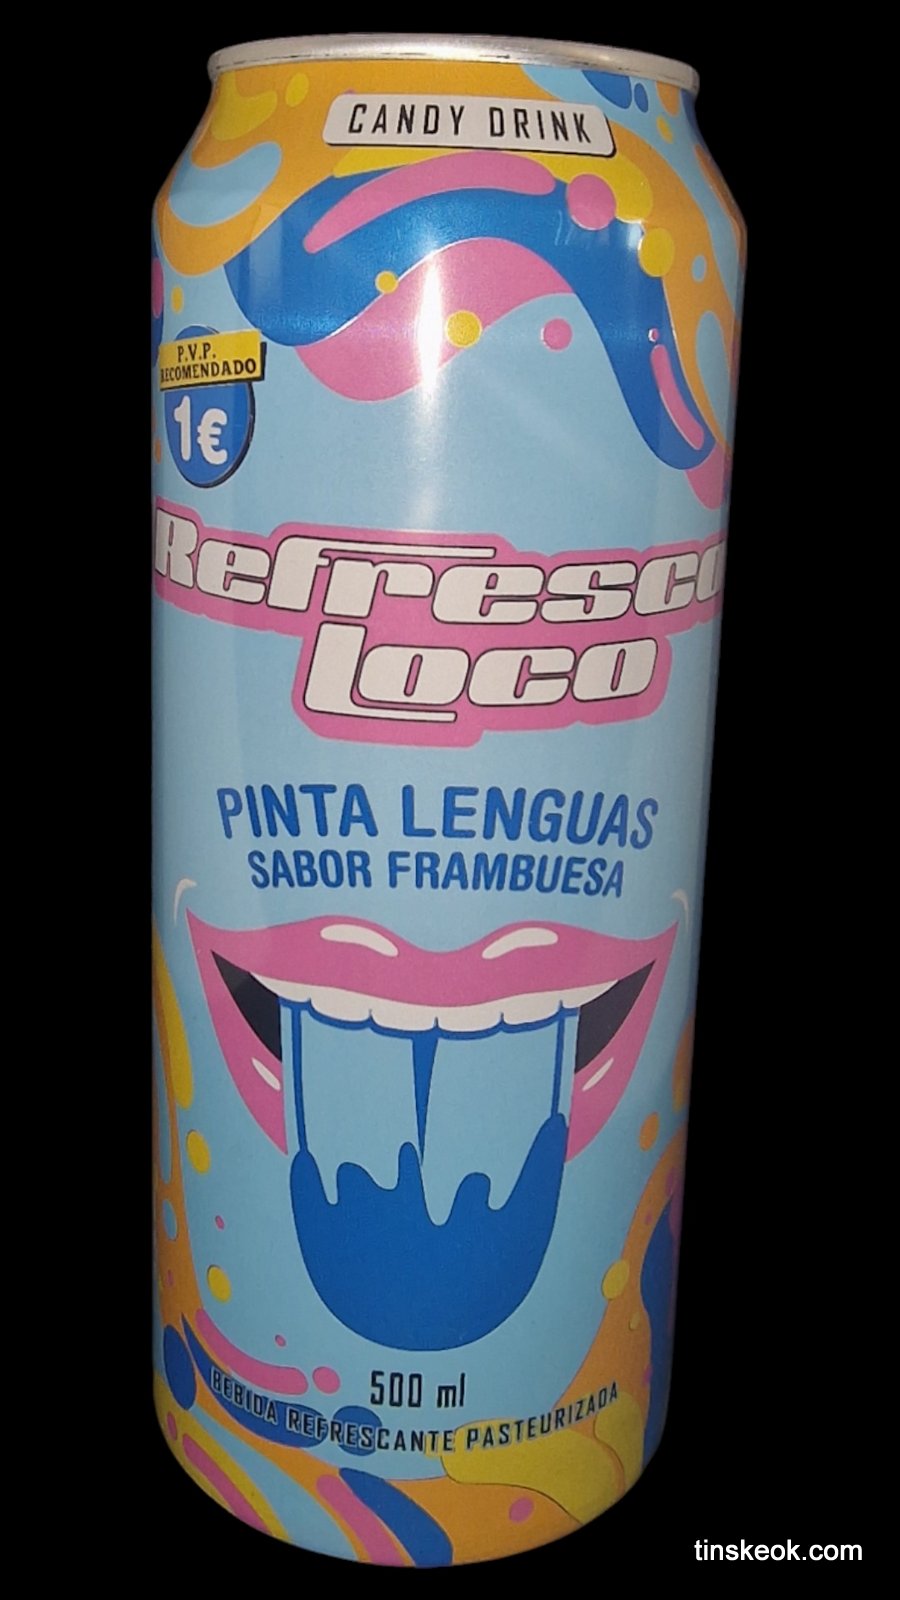 CANDY DRINK
P.V.P.
RECOMENDADO
1€
Refresco
Loco
PINTA LENGUAS
SABOR FRAMBUESA
500 ml
BEBIDA REFRESCANTE PASTEURIZADA
tinskeok.com